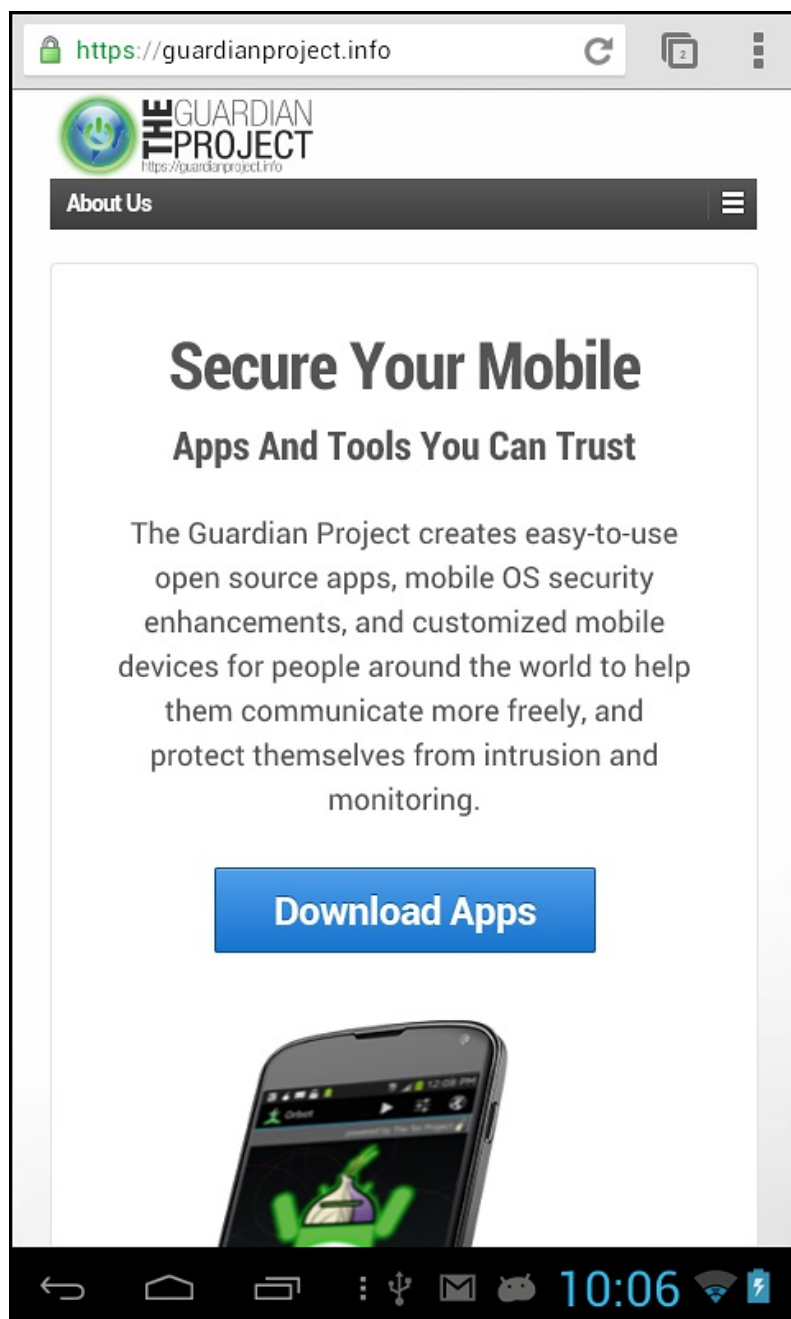 https://guardianproject.info
2
THE GUARDIAN PROJECT
https://guardianproject.info
About Us
Secure Your Mobile
Apps And Tools You Can Trust
The Guardian Project creates easy-to-use
open source apps, mobile OS security
enhancements, and customized mobile
devices for people around the world to help
them communicate more freely, and
protect themselves from intrusion and
monitoring.
Download Apps
12:08 PM
Orbot
powered by The Tor Project
10:06